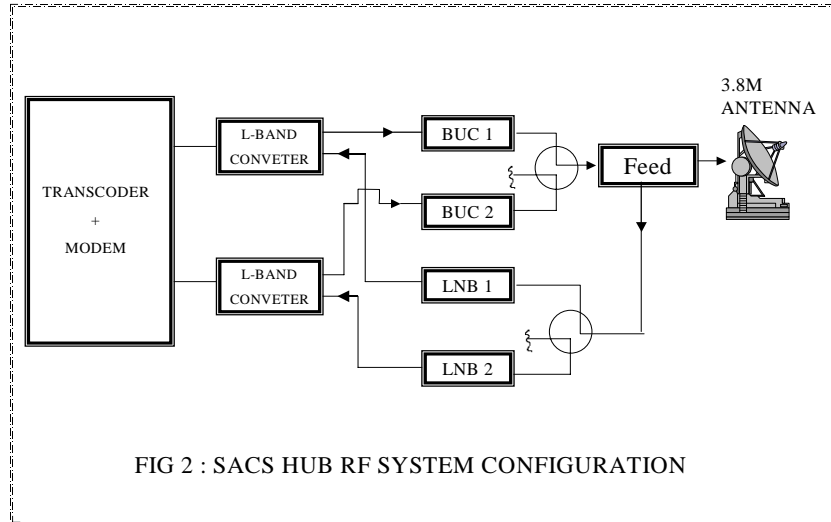 3.8M
ANTENNA
TRANSCODER
+
MODEM
L-BAND
CONVETER
BUC 1
Feed
BUC 2
L-BAND
CONVETER
LNB 1
LNB 2
FIG 2 : SACS HUB RF SYSTEM CONFIGURATION